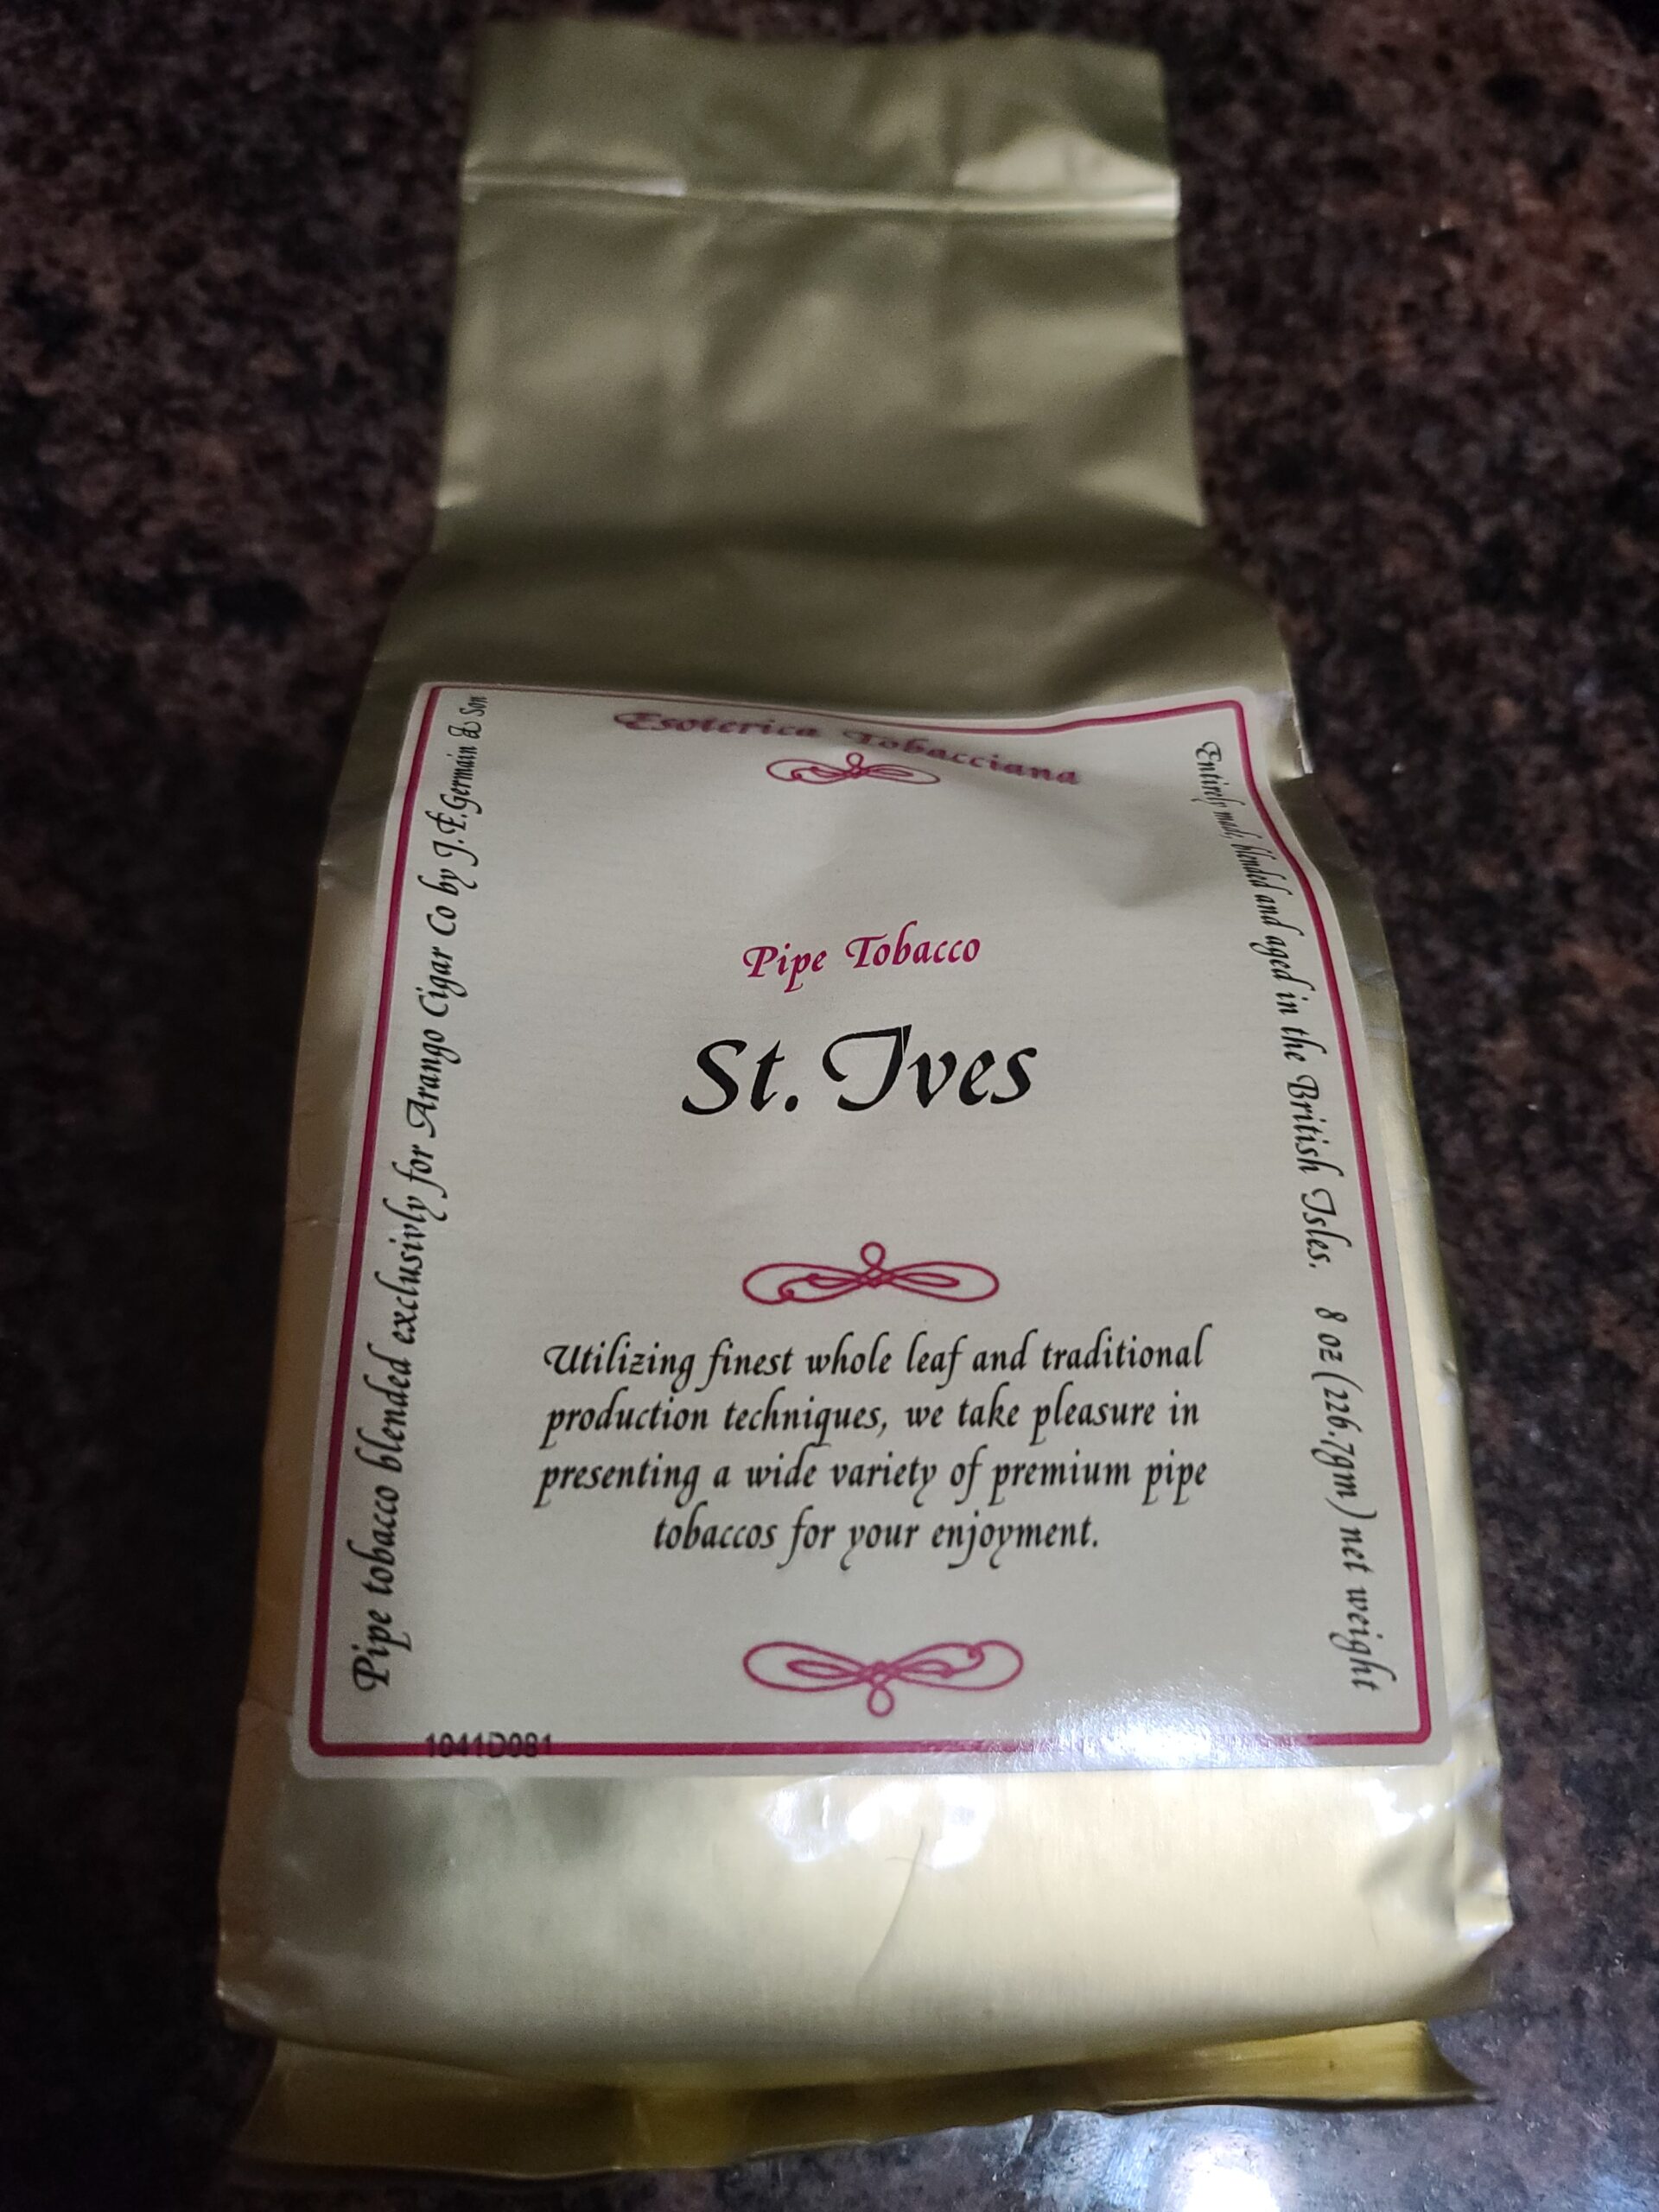 Esoterica Tobacciana
Pipe Tobacco
St. Ives
Utilizing finest whole leaf and traditional
production techniques, we take pleasure in
presenting a wide variety of premium pipe
tobaccos for your enjoyment.
Pipe tobacco blended exclusivly for Arango Cigar Co by J.E.Germain & Son
Entirely made, blended and aged in the British Isles. 8 oz (226.7gm) net weight
1041D081